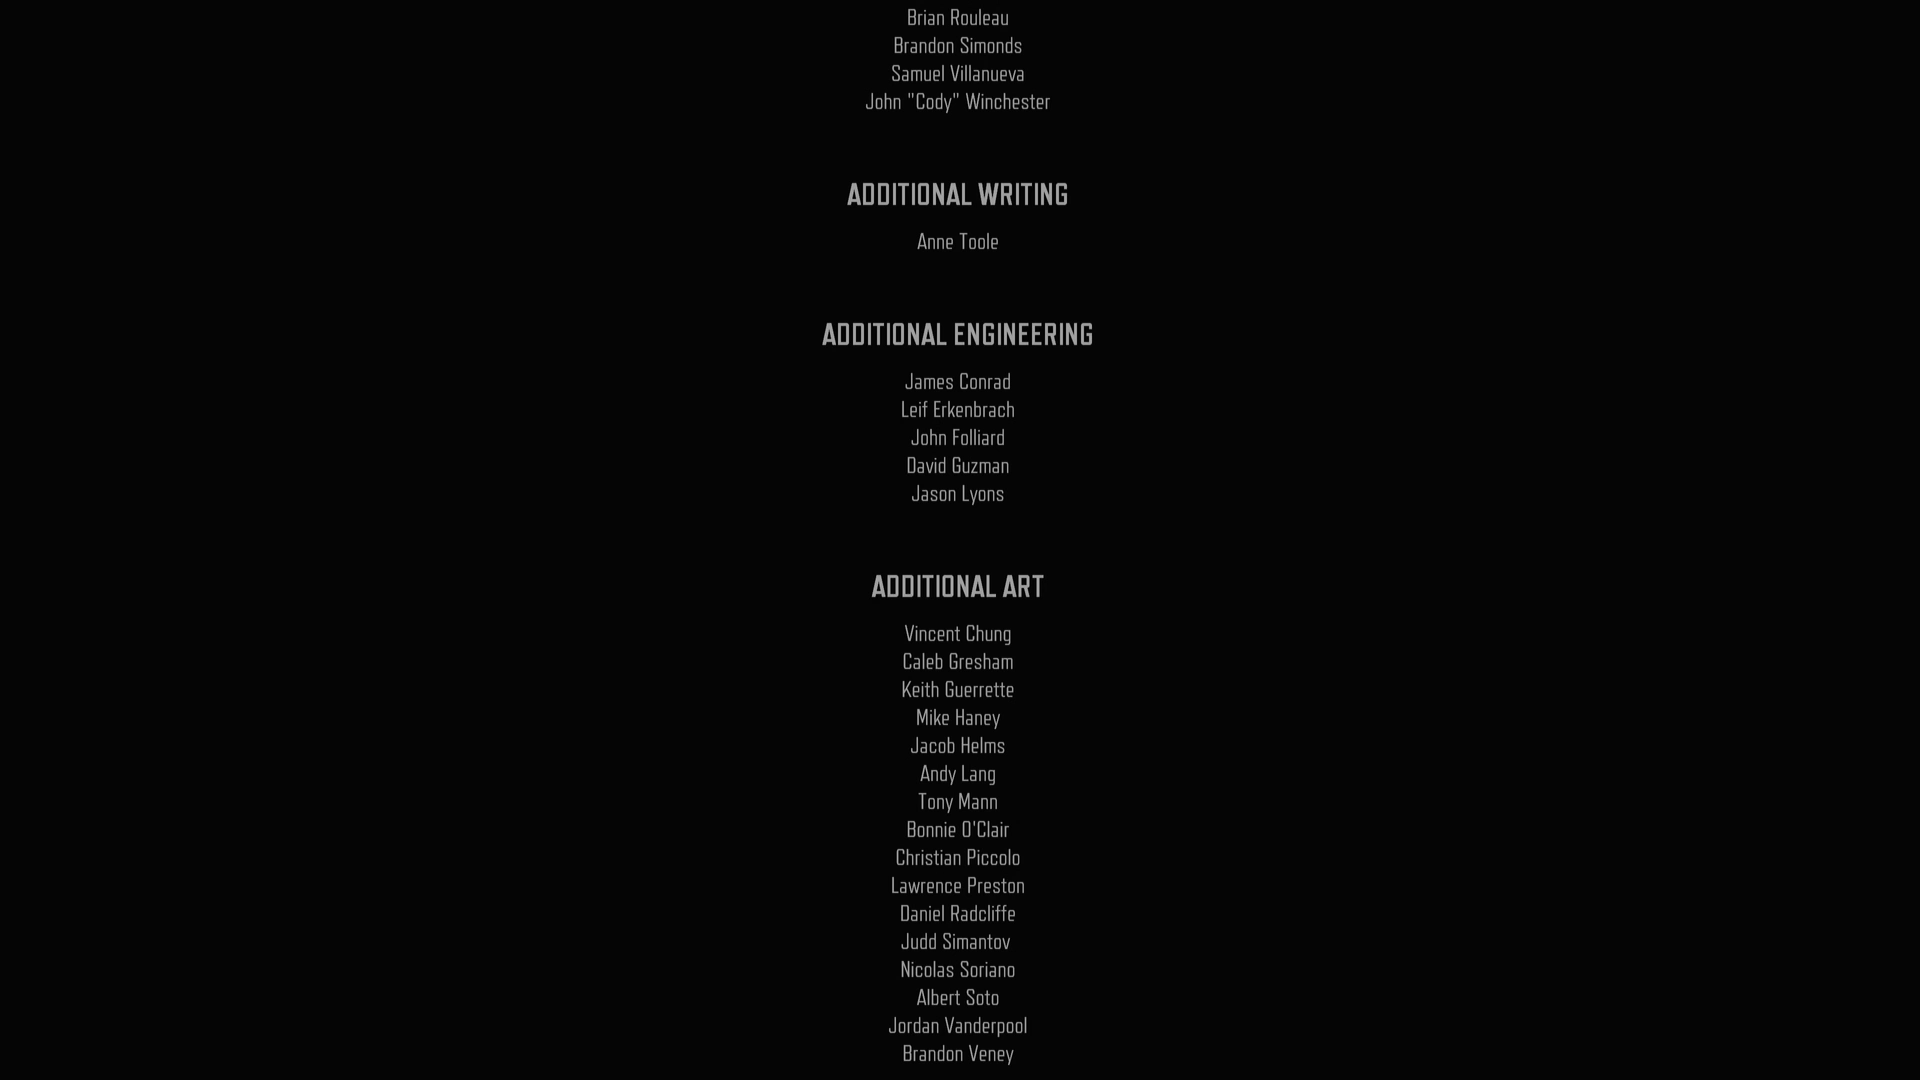 Brian Rouleau
Brandon Simonds
Samuel Villanueva
John "Cody" Winchester
ADDITIONAL WRITING
Anne Toole
ADDITIONAL ENGINEERING
James Conrad
Leif Erkenbrach
John Folliard
David Guzman
Jason Lyons
ADDITIONAL ART
Vincent Chung
Caleb Gresham
Keith Guerrette
Mike Haney
Jacob Helms
Andy Lang
Tony Mann
Bonnie O'Clair
Christian Piccolo
Lawrence Preston
Daniel Radcliffe
Judd Simantov
Nicolas Soriano
Albert Soto
Jordan Vanderpool
Brandon Veney